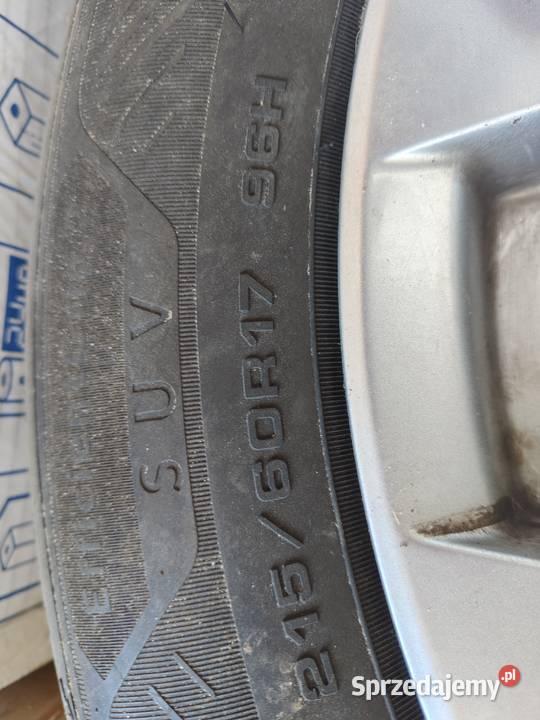 215/60R17 96H
SUV
Sprzedajemy.pl